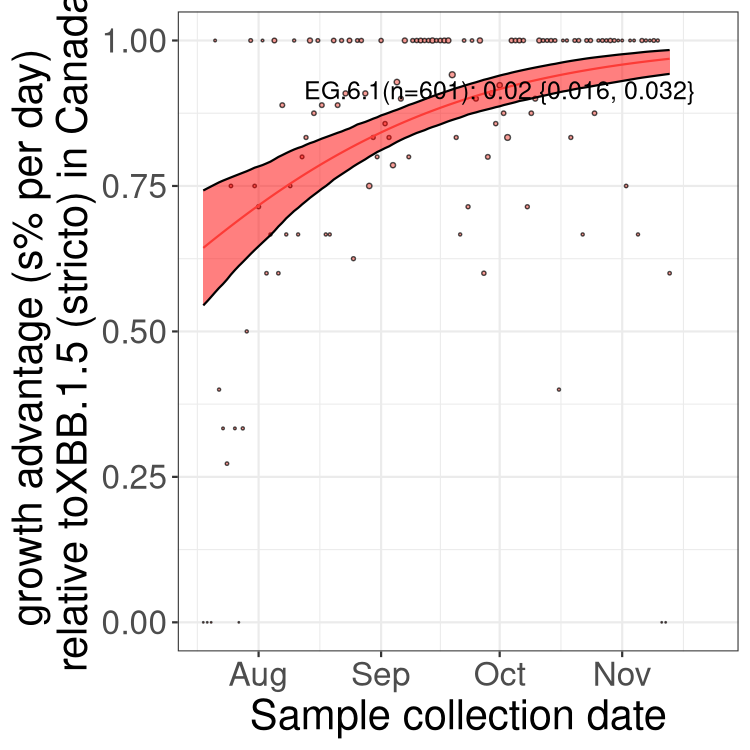 growth advantage (s% per day)
relative toXBB.1.5 (stricto) in Canada
1.00
0.75
0.50
0.25
0.00
EG.6.1(n=601): 0.02 {0.016, 0.032}
Aug Sep Oct Nov
Sample collection date